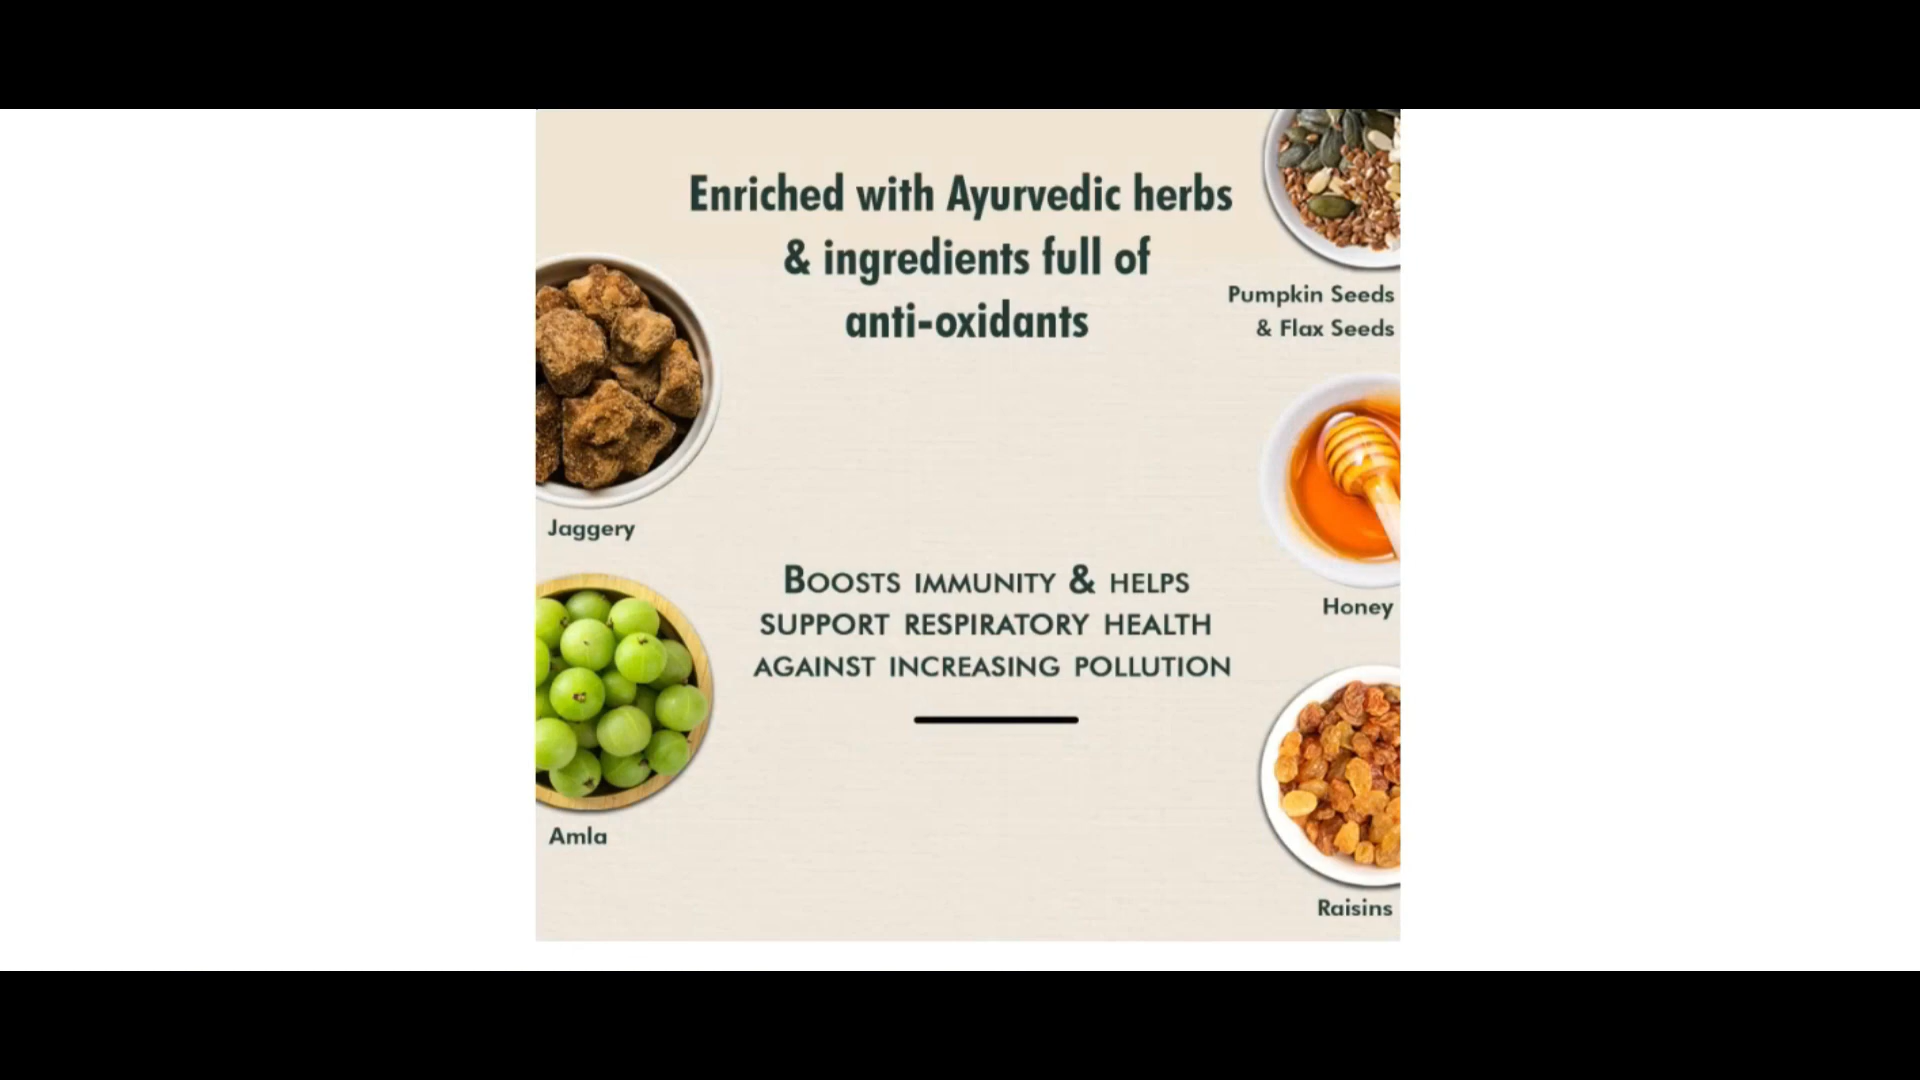 Enriched with Ayurvedic herbs
& ingredients full of
anti-oxidants
Pumpkin Seeds
& Flax Seeds
Jaggery
BOOSTS IMMUNITY & HELPS
SUPPORT RESPIRATORY HEALTH
AGAINST INCREASING POLLUTION
Honey
Amla
Raisins